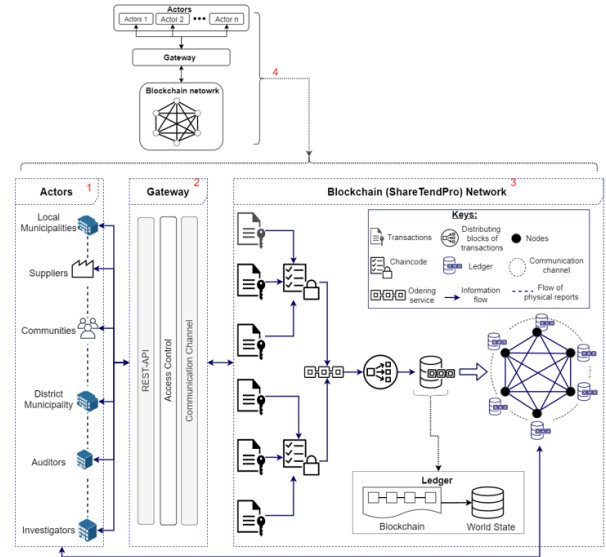 Actors
Actors 1
Actor 2
Actor n
Gateway
Blockchain netowrk
4
Actors
1
Gateway
2
Blockchain (ShareTendPro) Network
3
Local
Municipalities
Suppliers
Communities
District
Municipality
Auditors
Investigators
REST-API
Access Control
Communication Channel
Keys:
Transactions
Distributing
blocks of
transactions
Nodes
Chaincode
Ledger
Communication
channel
Odering
service
Information
flow
Flow of
physical reports
Ledger
Blockchain
World State